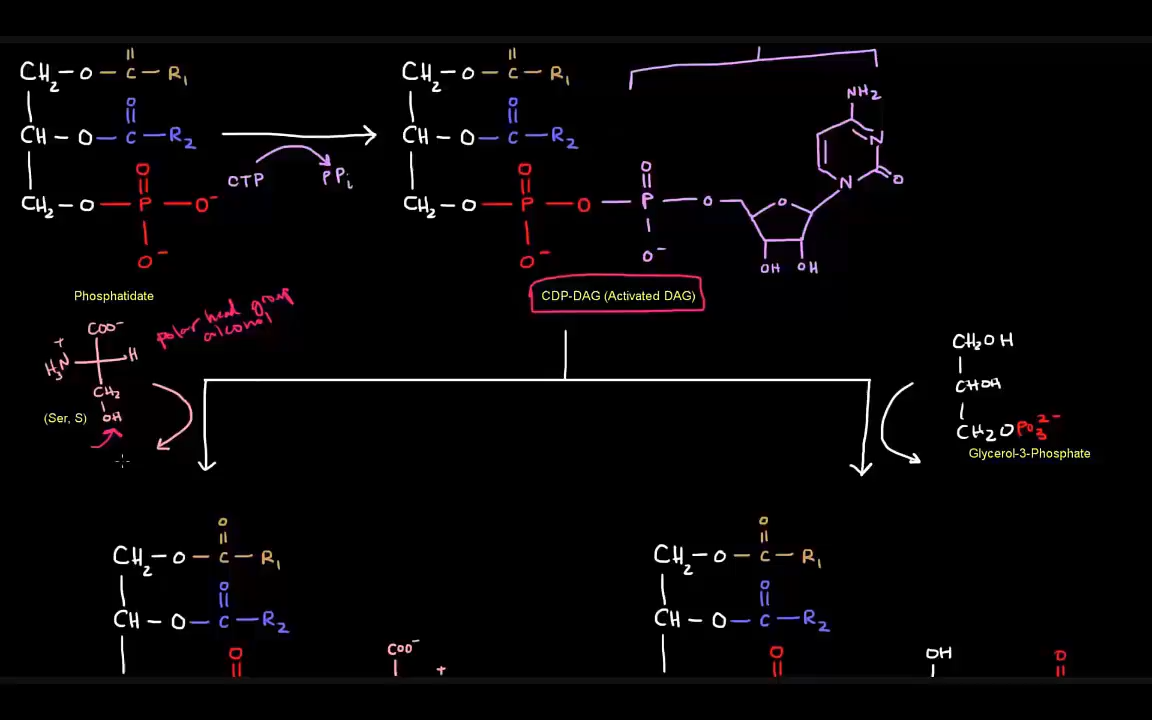 O O
CH2-O-C-R1 CH2-O-C-R1
NH2
O O
CH-O-C-R2 CH-O-C-R2 N
CTP PPi
O O O N O
CH2-O-P-O- CH2-O-P-O-P-O O
O- O- O- OH OH
Phosphatidate CDP-DAG (Activated DAG)
polar head group
alcohol
COO-
+
H3N H
CH2
(Ser, S) OH
CH2OH
CHOH
CH2OPO3 2-
Glycerol-3-Phosphate
O O
CH2-O-C-R1 CH2-O-C-R1
O O
CH-O-C-R2 CH-O-C-R2
O COO- + O OH O